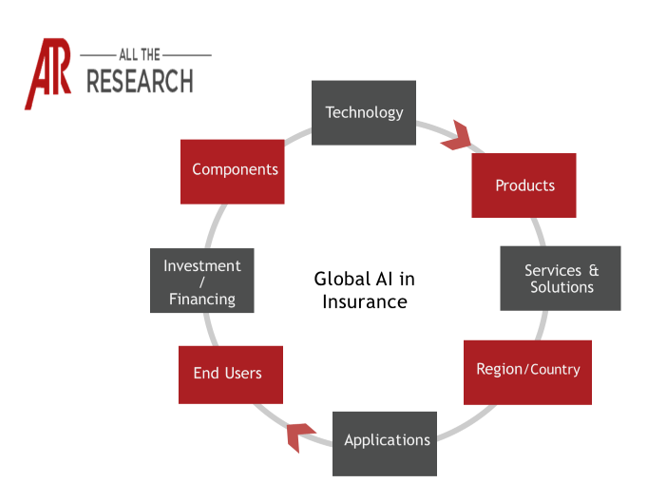 AR
ALL THE
RESEARCH
Technology
Components
Products
Investment
/
Financing
Global AI in
Insurance
Services &
Solutions
End Users
Region/Country
Applications